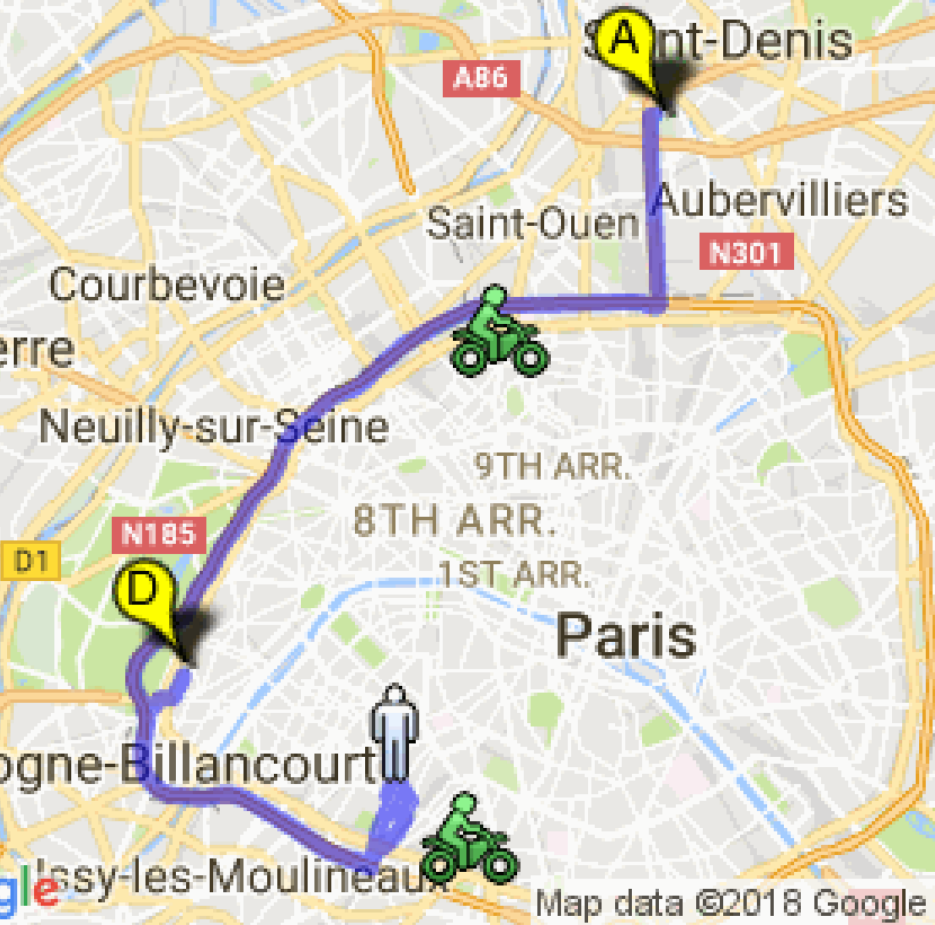 A
Saint-Denis
A86
Aubervilliers
Saint-Ouen
N301
Courbevoie
erre
Neuilly-sur-Seine
9TH ARR.
8TH ARR.
N185
D1
1ST ARR.
D
Paris
ogne-Billancourt
Issy-les-Moulineaux
gle
Map data ©2018 Google